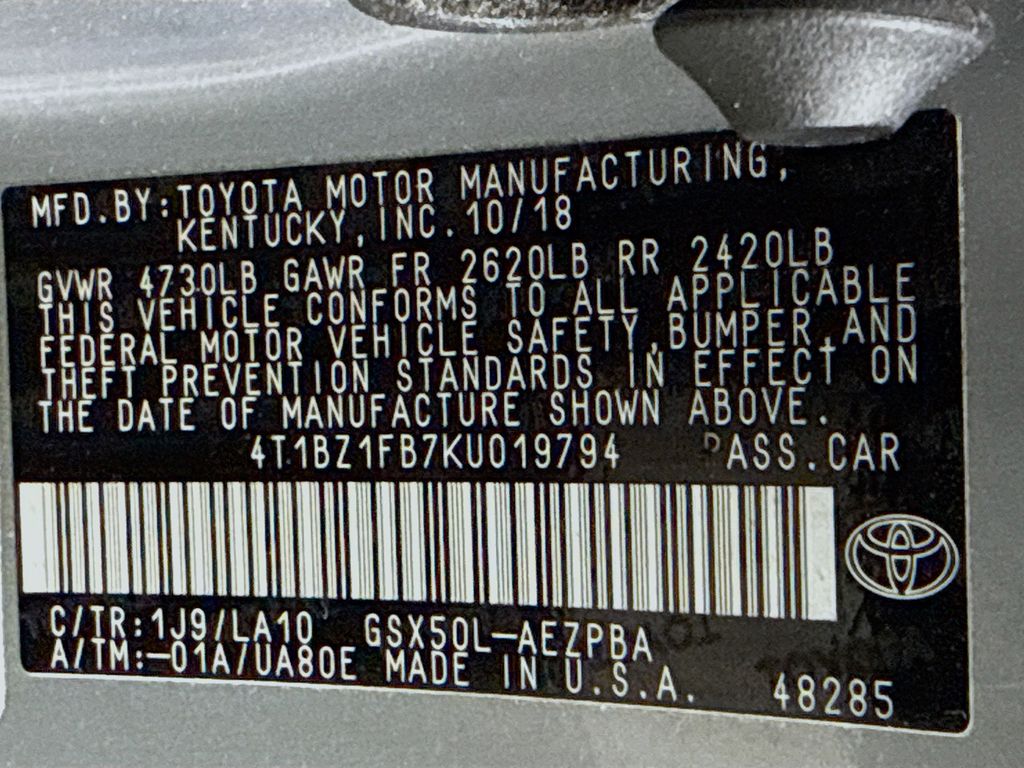 MFD.BY:TOYOTA MOTOR MANUFACTURING,
KENTUCKY,INC.10/18
GVWR 4730LB GAWR FR 2620LB RR 2420LB
THIS VEHICLE CONFORMS TO ALL APPLICABLE
FEDERAL MOTOR VEHICLE SAFETY,BUMPER,AND
THEFT PREVENTION STANDARDS IN EFFECT ON
THE DATE OF MANUFACTURE SHOWN ABOVE.
4T1BZ1FB7KU019794 PASS.CAR
C/TR:1J9/LA10 GSX50L-AEZPBA
A/TM:-01A/UA80E MADE IN U.S.A. 48285